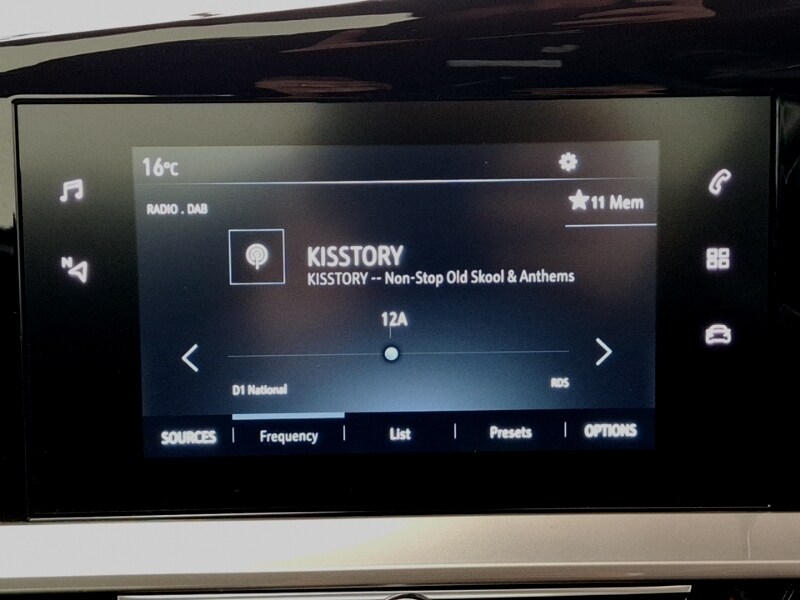 16°C
RADIO . DAB
11 Mem
N
KISSTORY
KISSTORY -- Non-Stop Old Skool & Anthems
12A
D1 National
RDS
SOURCES
Frequency
List
Presets
OPTIONS